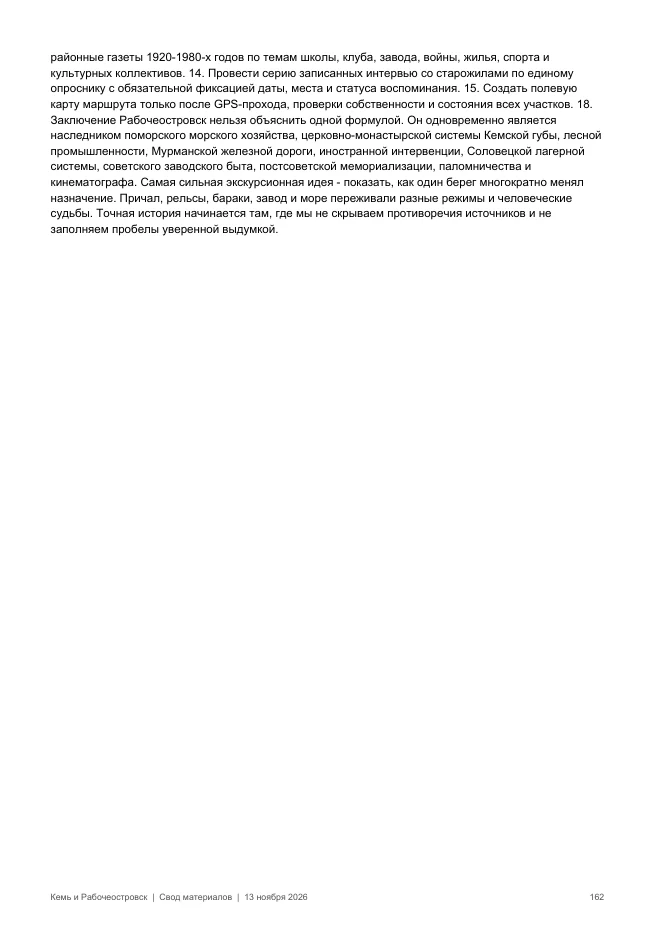 районные газеты 1920-1980-х годов по темам школы, клуба, завода, войны, жилья, спорта и
культурных коллективов. 14. Провести серию записанных интервью со старожилами по единому
опроснику с обязательной фиксацией даты, места и статуса воспоминания. 15. Создать полевую
карту маршрута только после GPS-прохода, проверки собственности и состояния всех участков. 18.
Заключение Рабочеостровск нельзя объяснить одной формулой. Он одновременно является
наследником поморского морского хозяйства, церковно-монастырской системы Кемской губы, лесной
промышленности, Мурманской железной дороги, иностранной интервенции, Соловецкой лагерной
системы, советского заводского быта, постсоветской мемориализации, паломничества и
кинематографа. Самая сильная экскурсионная идея - показать, как один берег многократно менял
назначение. Причал, рельсы, бараки, завод и море переживали разные режимы и человеческие
судьбы. Точная история начинается там, где мы не скрываем противоречия источников и не
заполняем пробелы уверенной выдумкой.
Кемь и Рабочеостровск | Свод материалов | 13 ноября 2026 162